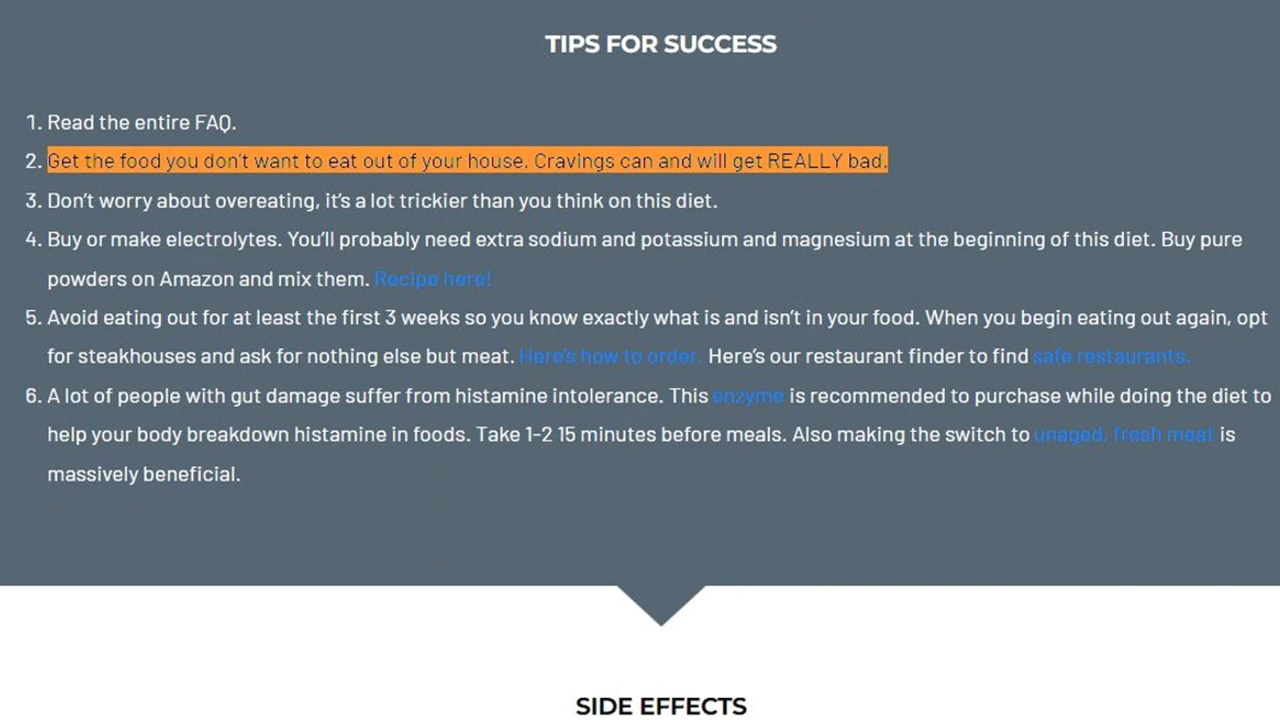 TIPS FOR SUCCESS
1. Read the entire FAQ.
2. Get the food you don't want to eat out of your house. Cravings can and will get REALLY bad.
3. Don't worry about overeating, it's a lot trickier than you think on this diet.
4. Buy or make electrolytes. You'll probably need extra sodium and potassium and magnesium at the beginning of this diet. Buy pure
powders on Amazon and mix them. Recipe here!
5. Avoid eating out for at least the first 3 weeks so you know exactly what is and isn't in your food. When you begin eating out again, opt
for steakhouses and ask for nothing else but meat. Here's how to order. Here's our restaurant finder to find safe restaurants.
6. A lot of people with gut damage suffer from histamine intolerance. This enzyme is recommended to purchase while doing the diet to
help your body breakdown histamine in foods. Take 1-2 15 minutes before meals. Also making the switch to unaged, fresh meat is
massively beneficial.
SIDE EFFECTS